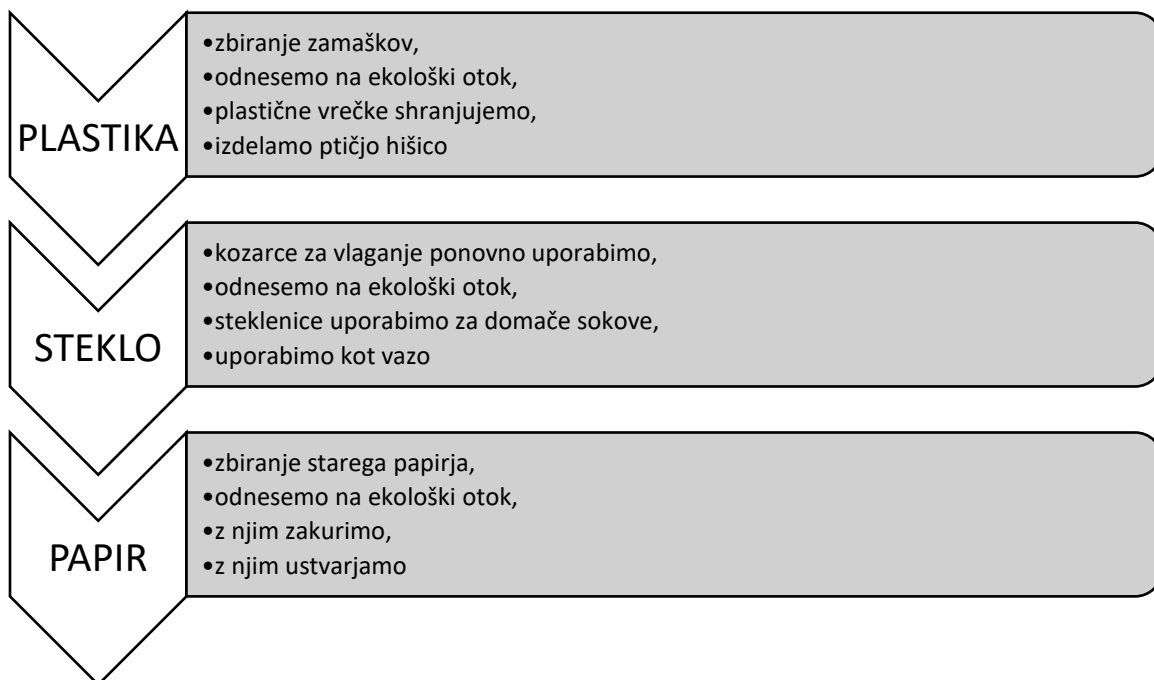 PLASTIKA
•zbiranje zamaškov,
•odnesemo na ekološki otok,
•plastične vrečke shranjujemo,
•izdelamo ptičjo hišico
STEKLO
•kozarce za vlaganje ponovno uporabimo,
•odnesemo na ekološki otok,
•steklenice uporabimo za domače sokove,
•uporabimo kot vazo
PAPIR
•zbiranje starega papirja,
•odnesemo na ekološki otok,
•z njim zakurimo,
•z njim ustvarjamo